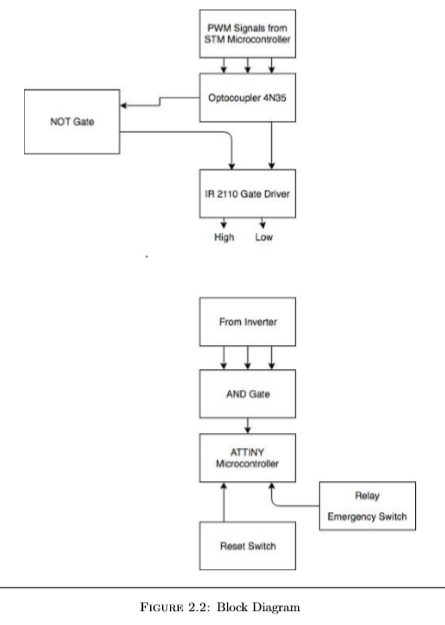 PWM Signals from
STM Microcontroller
Optocoupler 4N35
NOT Gate
IR 2110 Gate Driver
High Low
From Inverter
AND Gate
ATTINY
Microcontroller
Relay
Emergency Switch
Reset Switch
FIGURE 2.2: Block Diagram